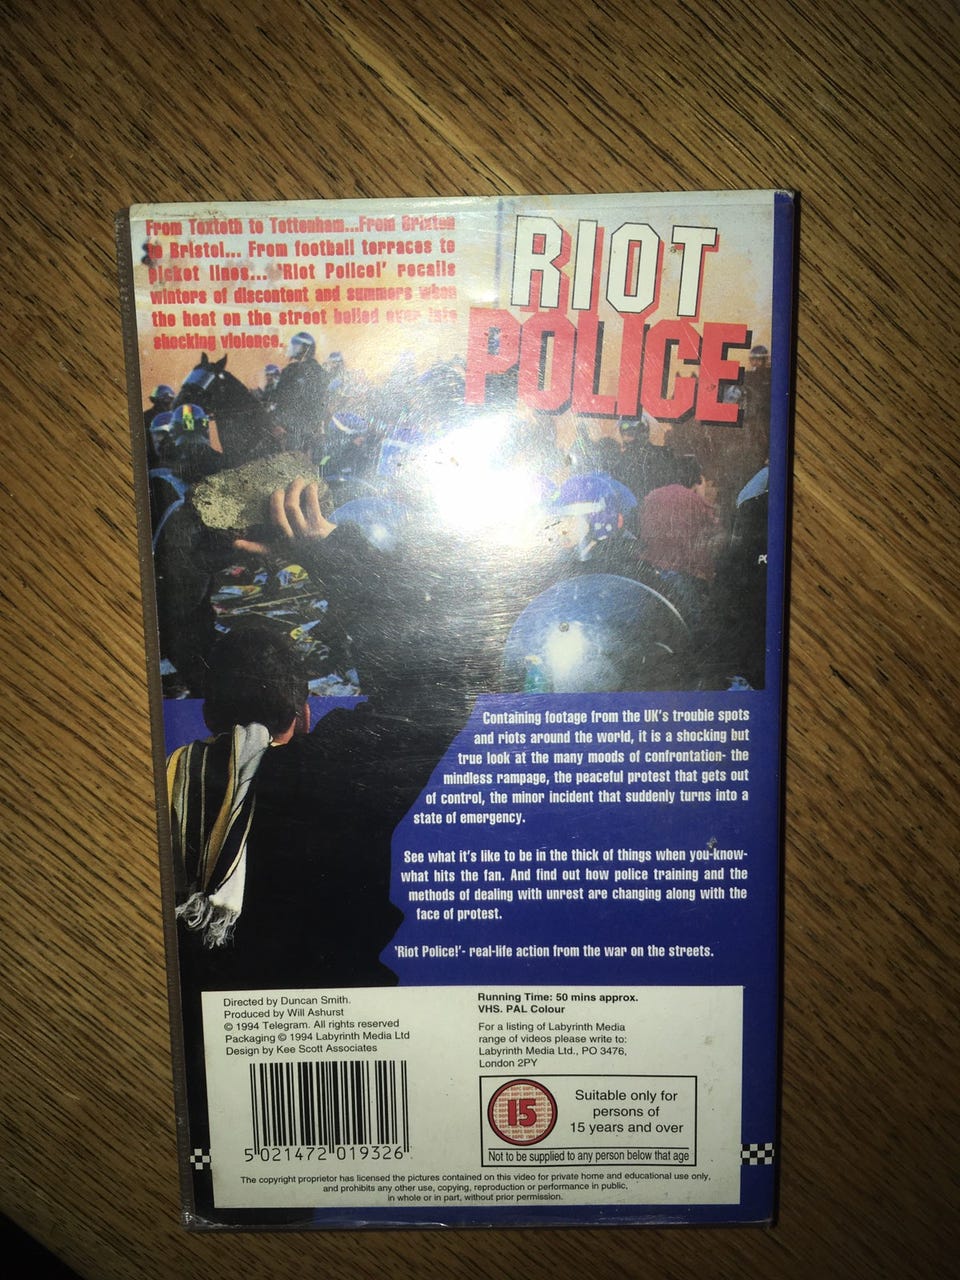 From Toxteth to Tottenham...From Brixton
to Bristol... From football terraces to
picket lines... 'Riot Police!' recalls
winters of discontent and summers when
the heat on the street boiled over into
shocking violence.
RIOT
POLICE
PO
Containing footage from the UK's trouble spots
and riots around the world, it is a shocking but
true look at the many moods of confrontation- the
mindless rampage, the peaceful protest that gets out
of control, the minor incident that suddenly turns into a
state of emergency.
See what it's like to be in the thick of things when you-know-
what hits the fan. And find out how police training and the
methods of dealing with unrest are changing along with the
face of protest.
'Riot Police!'- real-life action from the war on the streets.
Directed by Duncan Smith.
Produced by Will Ashurst
© 1994 Telegram. All rights reserved
Packaging © 1994 Labyrinth Media Ltd
Design by Kee Scott Associates
5 021472 019326
Running Time: 50 mins approx.
VHS. PAL Colour
For a listing of Labyrinth Media
range of videos please write to:
Labyrinth Media Ltd., PO 3476,
London 2PY
15
Suitable only for
persons of
15 years and over
Not to be supplied to any person below that age
The copyright proprietor has licensed the pictures contained on this video for private home and educational use only,
and prohibits any other use, copying, reproduction or performance in public,
in whole or in part, without prior permission.